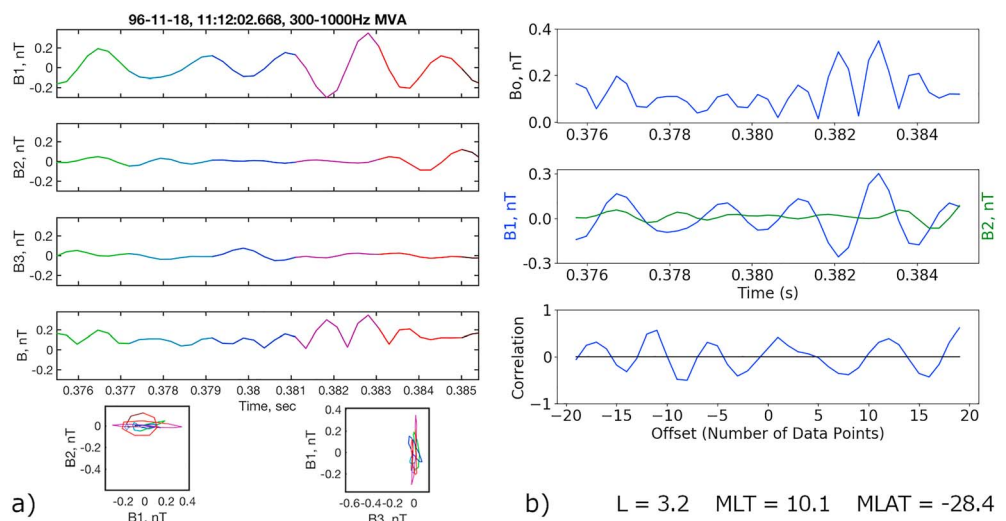 96-11-18, 11:12:02.668, 300-1000Hz MVA
B1, nT
0.2
0
-0.2
B2, nT
0.2
0
-0.2
B3, nT
0.2
0
-0.2
B, nT
0.2
0
-0.2
0.376 0.377 0.378 0.379 0.38 0.381 0.382 0.383 0.384 0.385
Time, sec
B2, nT
0
-0.2
-0.4
-0.2 0 0.2 0.4
B1, nT
B1, nT
0.4
0.2
0
-0.2
-0.6-0.4-0.2 0
B3, nT
a)
Bo, nT
0.4
0.2
0.0
0.376 0.378 0.380 0.382 0.384
B1, nT
0.3
0.0
-0.3
B2, nT
0.376 0.378 0.380 0.382 0.384
Time (s)
Correlation
1
0
−1
−20 −15 −10 -5 0 5 10 15 20
Offset (Number of Data Points)
b)
L = 3.2 MLT = 10.1 MLAT = -28.4